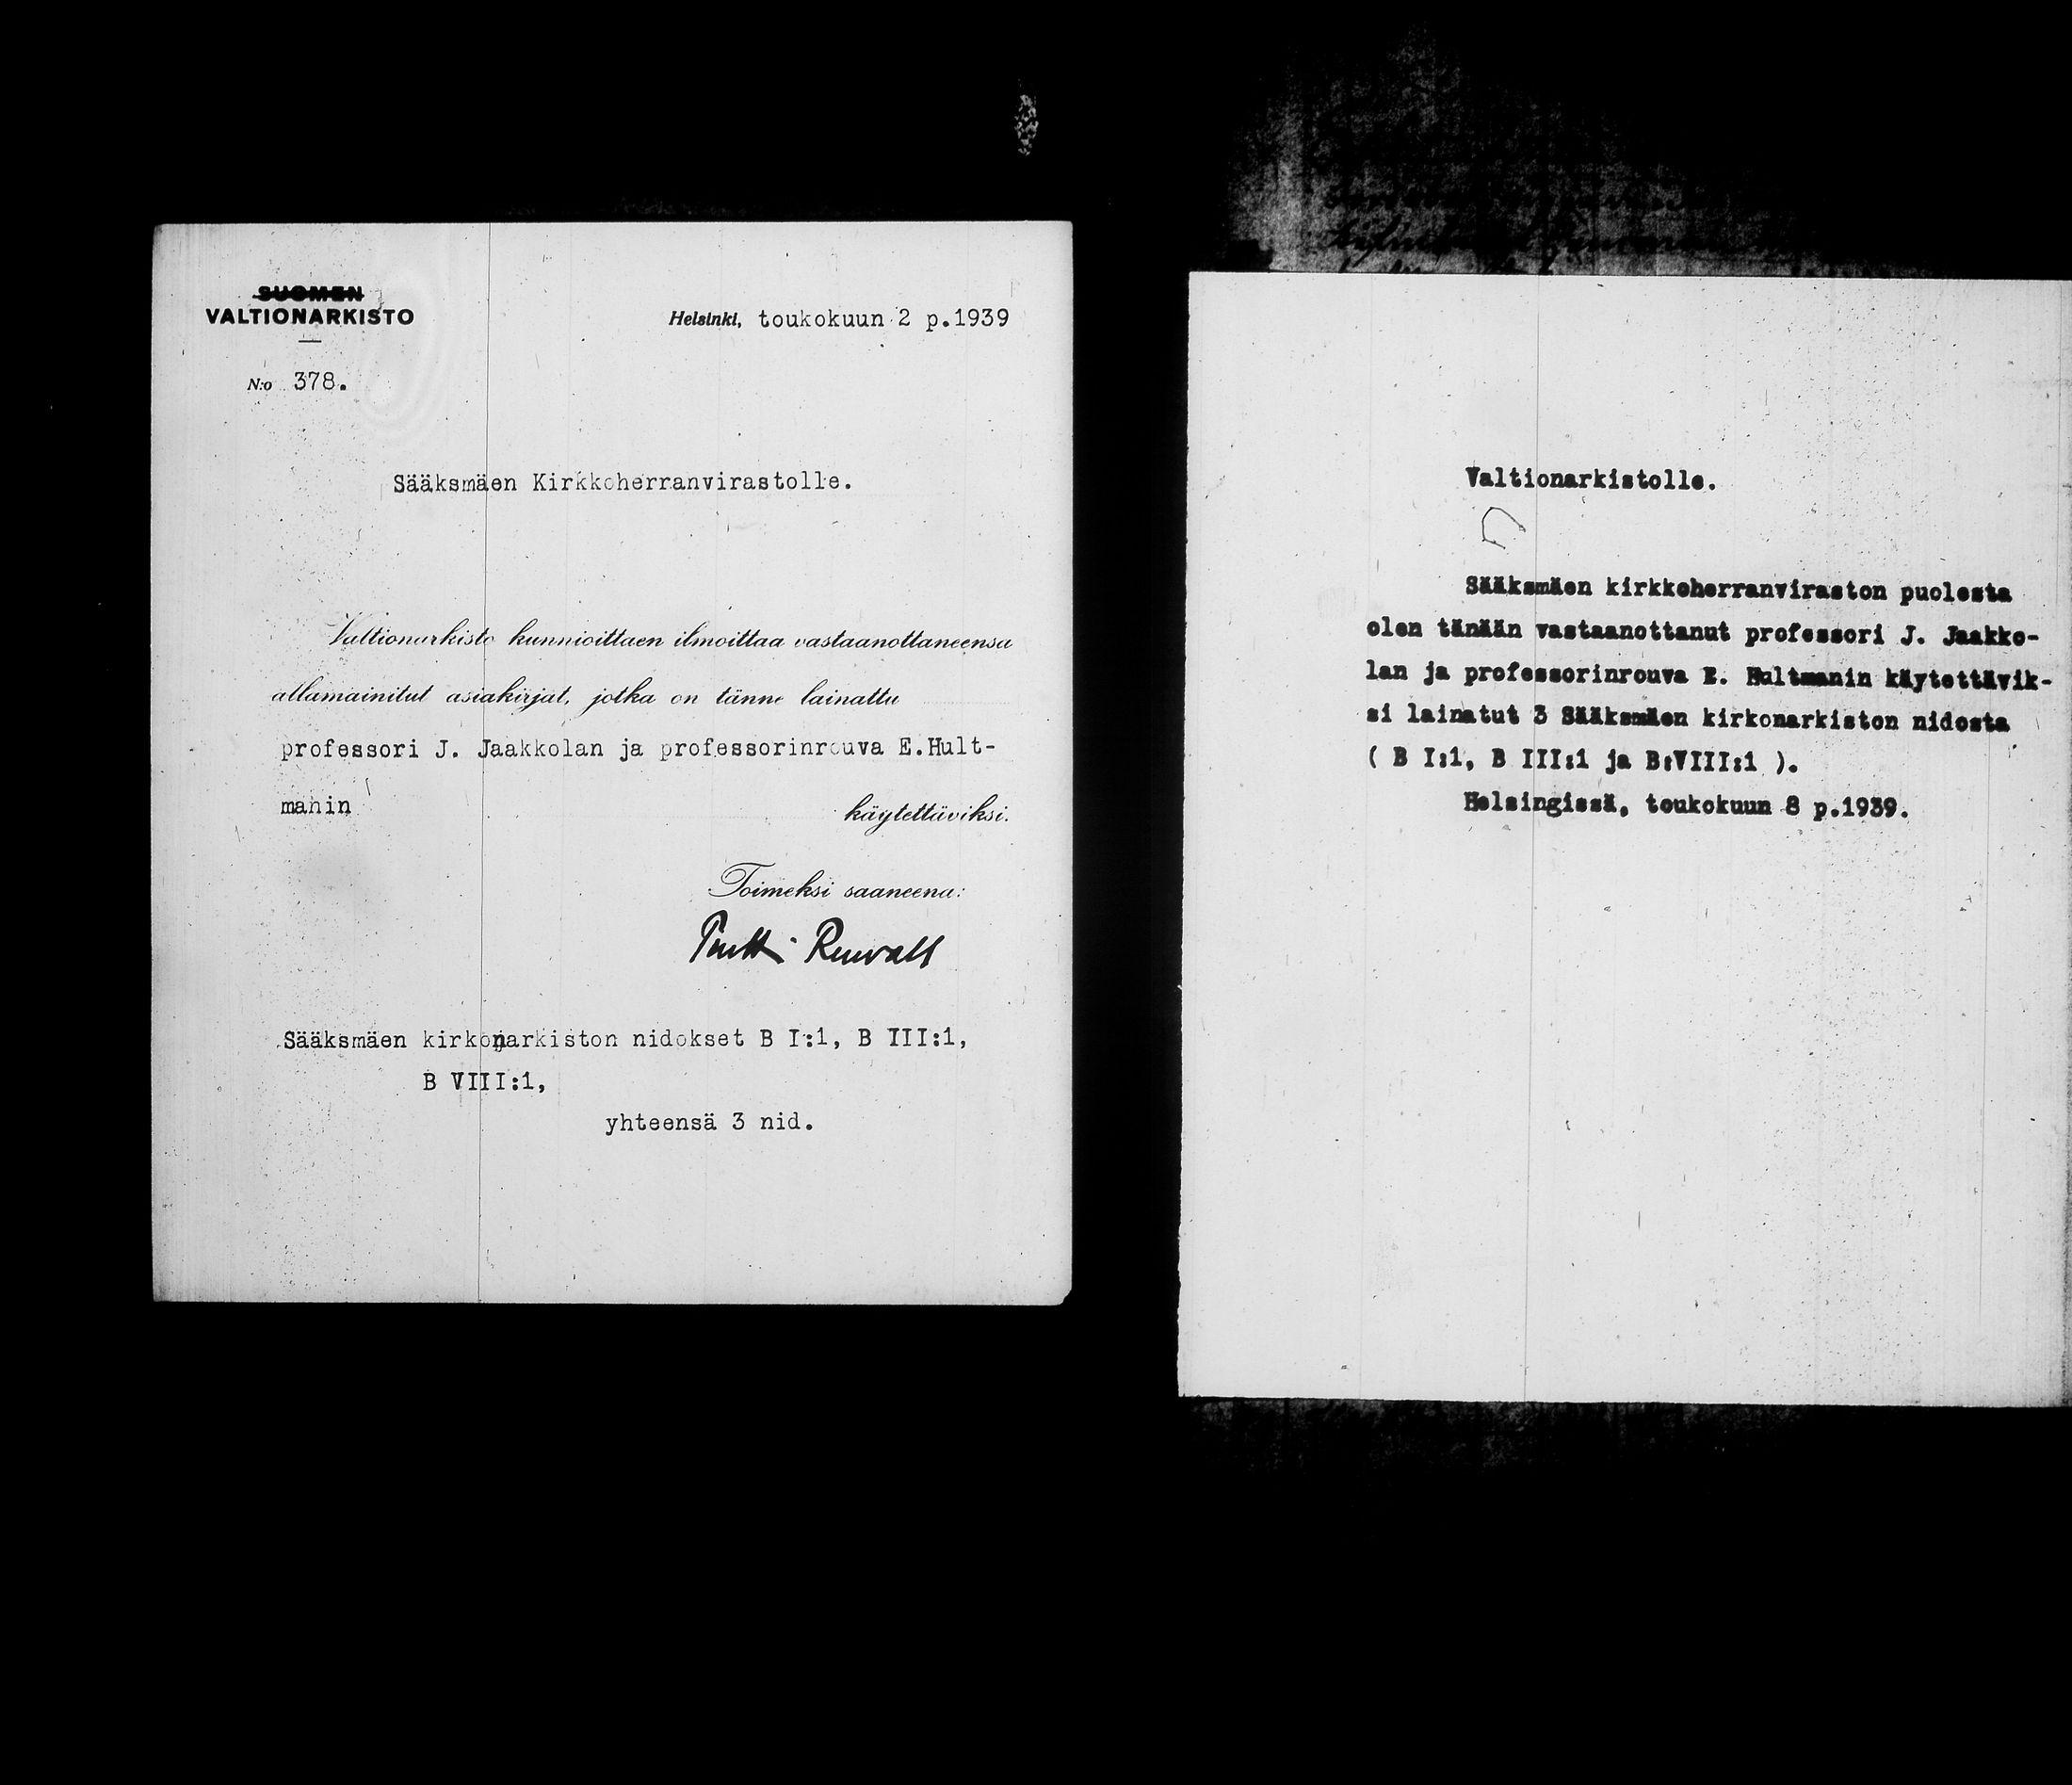 SUOMEN
VALTIONARKISTO
Helsinki, toukokuun 2 p.1939
N:o 378.
Sääksmäen Kirkkoherranvirastolle.
Valtionarkisto kunnioittaen ilmoittaa vastaanottaneensa
allamainitut asiakirjat, jotka on tänne lainattu
professori J. Jaakkolan ja professorinrouva E.Hult-
manin käytettäviksi.
Toimeksi saaneena:
Pentti Renvall
Sääksmäen kirkonarkiston nidokset B I:1, B III:1,
B VIII:1,
yhteensä 3 nid.
Valtionarkistolle.
Sääksmäen kirkkoherranviraston puolesta
olen tänään vastaanottanut professori J. Jaakko-
lan ja professorinrouva E. Hultmanin käytettävik-
si lainatut 3 Sääksmäen kirkonarkiston nidosta
( B I:1, B III:1 ja B:VIII:1 ).
Helsingissä, toukokuun 8 p.1939.